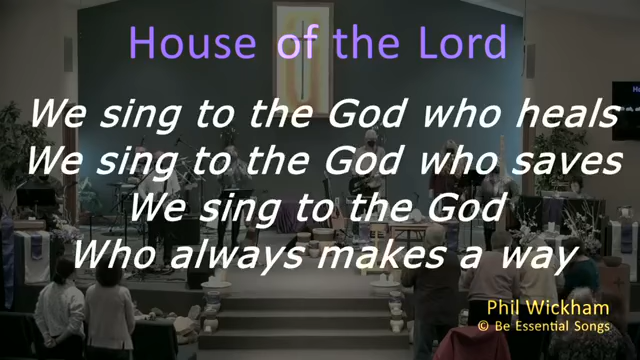 House of the Lord
We sing to the God who heals
We sing to the God who saves
We sing to the God
Who always makes a way
Phil Wickham
© Be Essential Songs